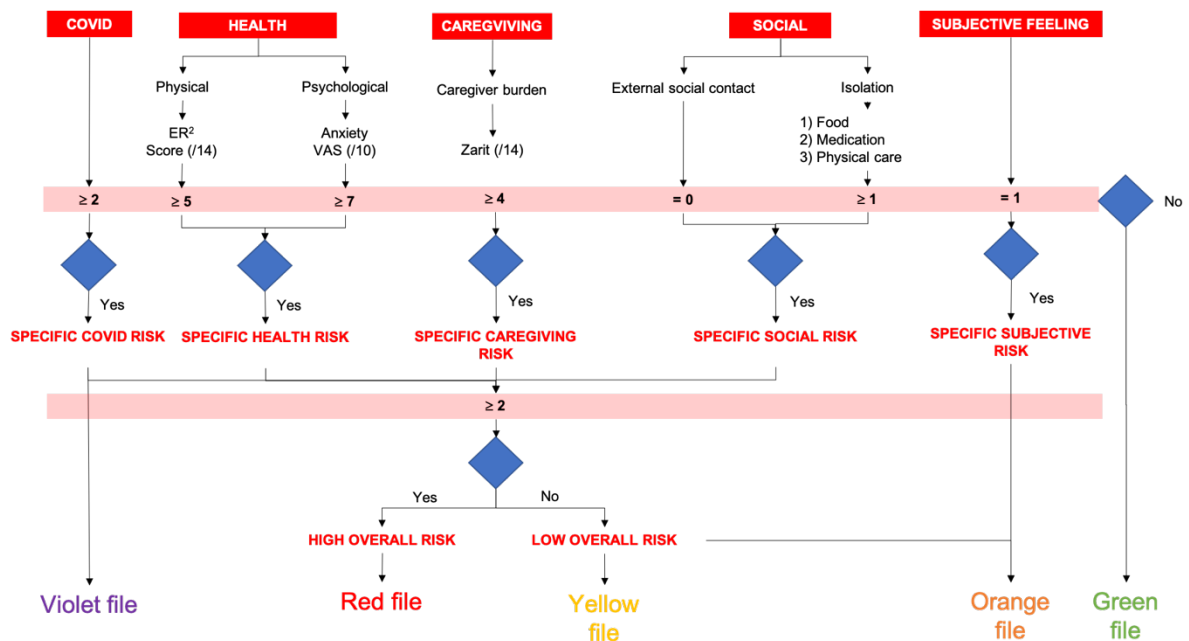 COVID
HEALTH
CAREGVIVING
SOCIAL
SUBJECTIVE FEELING
Physical
Psychological
Caregiver burden
External social contact
Isolation
ER²
Score (/14)
Anxiety
VAS (/10)
Zarit (/14)
1) Food
2) Medication
3) Physical care
≥ 2
≥ 5
≥ 7
≥ 4
= 0
≥ 1
= 1
No
Yes
Yes
Yes
Yes
Yes
SPECIFIC COVID RISK
SPECIFIC HEALTH RISK
SPECIFIC CAREGIVING
RISK
SPECIFIC SOCIAL RISK
SPECIFIC SUBJECTIVE
RISK
≥ 2
Yes
No
HIGH OVERALL RISK
LOW OVERALL RISK
Violet file
Red file
Yellow
file
Orange
file
Green
file